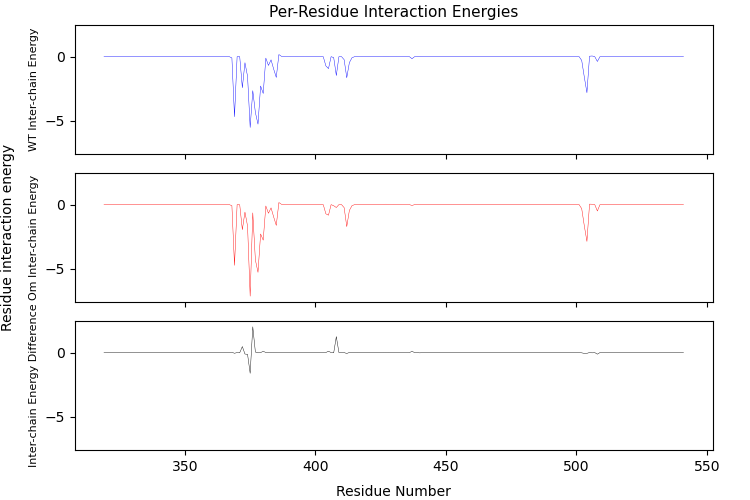 Per-Residue Interaction Energies
Residue interaction energy
WT Inter-chain Energy
0
−5
Om Inter-chain Energy
0
−5
Inter-chain Energy Difference
0
−5
350
400
450
500
550
Residue Number